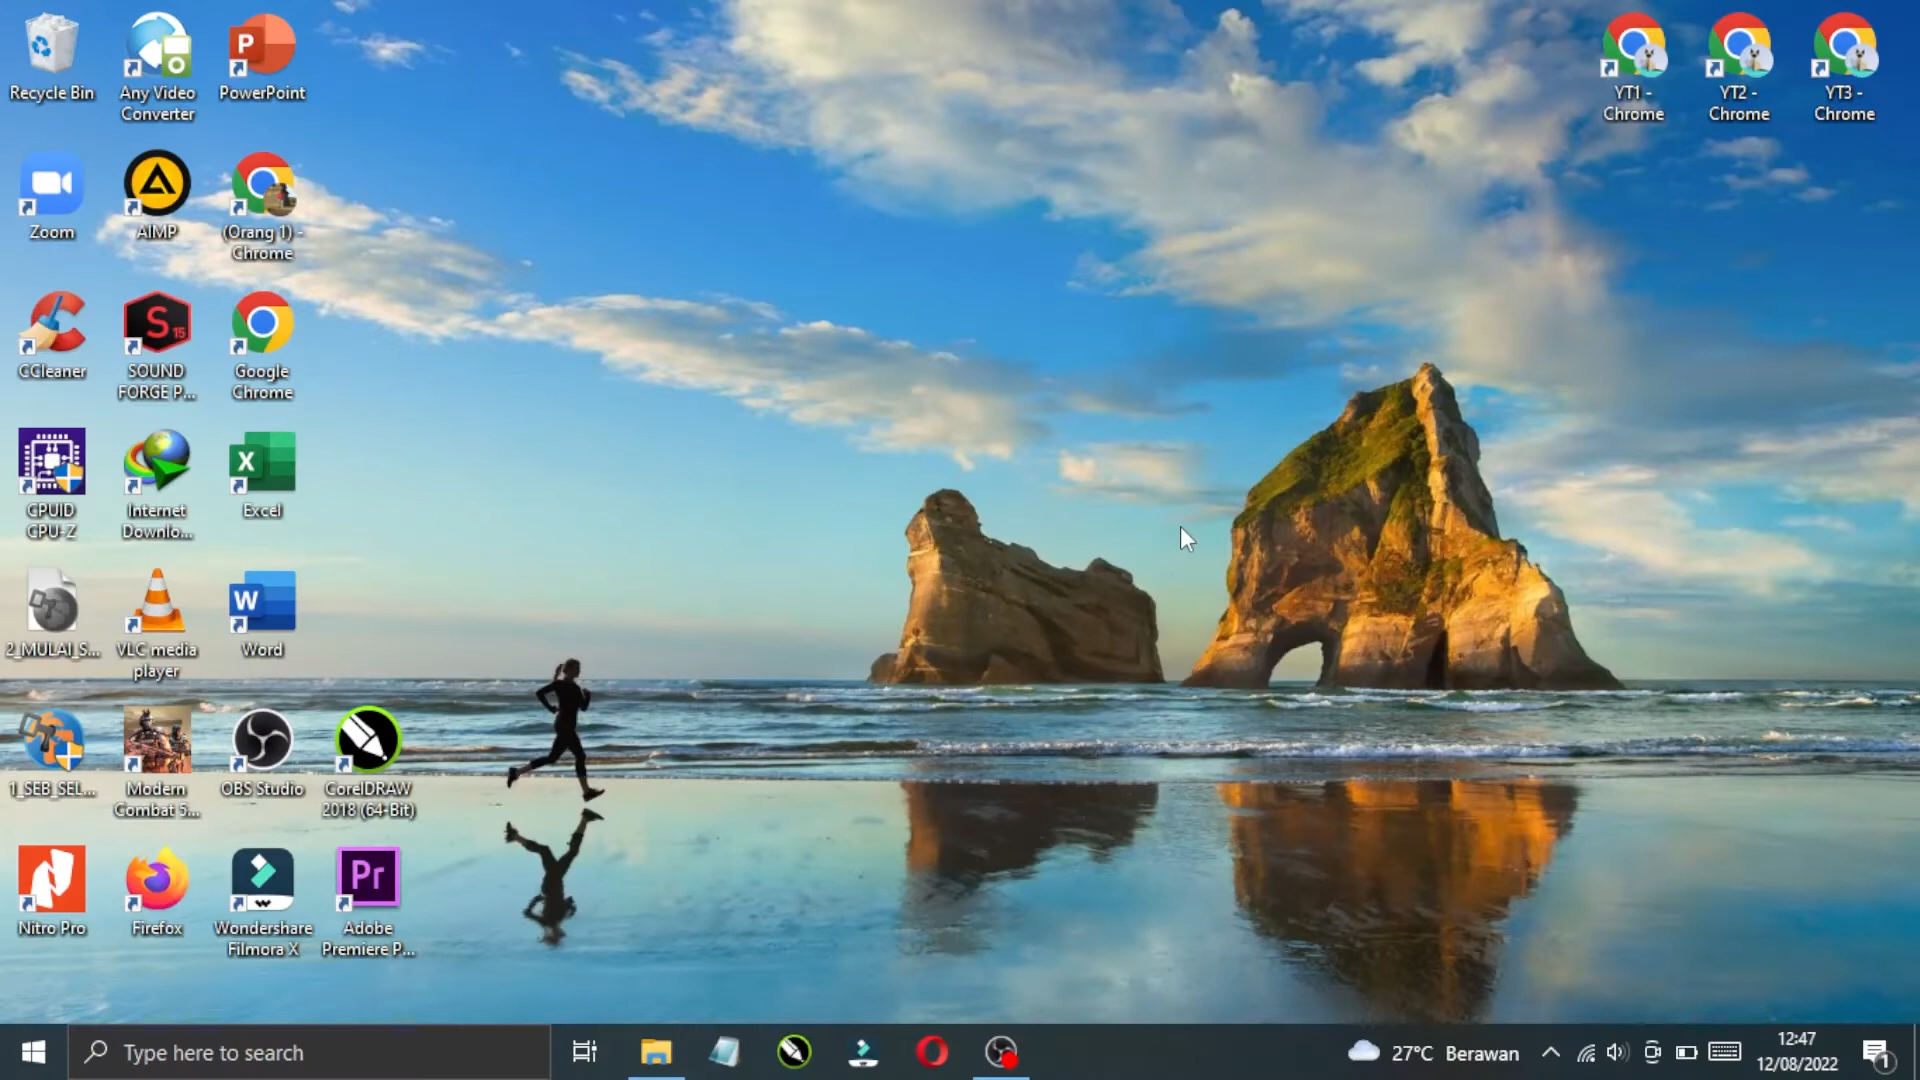 Recycle Bin
Any Video
Converter
PowerPoint
YT1 -
Chrome
YT2 -
Chrome
YT3 -
Chrome
Zoom
AIMP
(Orang 1) -
Chrome
CCleaner
SOUND
FORGE P...
Google
Chrome
CPUID
CPU-Z
Internet
Downlo...
Excel
2_MULAI_S...
VLC media
player
Word
1_SEB_SEL...
Modern
Combat 5...
OBS Studio
CorelDRAW
2018 (64-Bit)
Nitro Pro
Firefox
Wondershare
Filmora X
Adobe
Premiere P...
Type here to search
27°C Berawan
12:47
12/08/2022
1